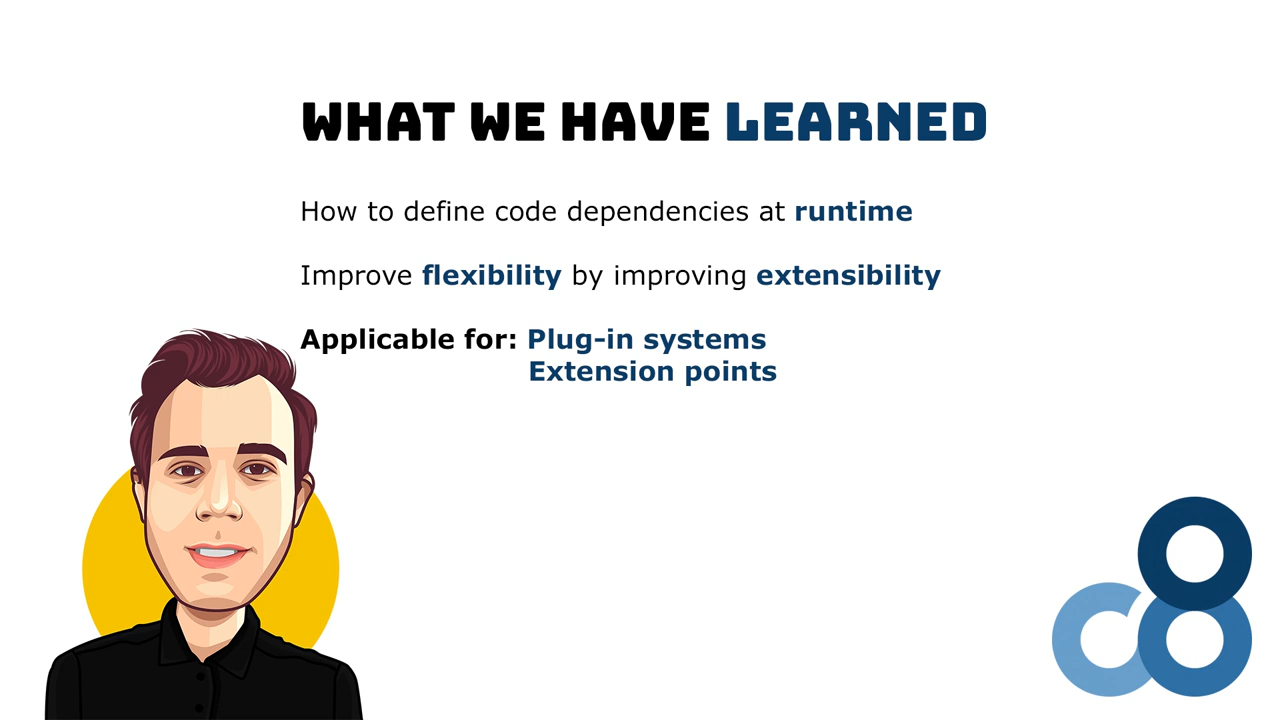 WHAT WE HAVE LEARNED
How to define code dependencies at runtime
Improve flexibility by improving extensibility
Applicable for: Plug-in systems
Extension points